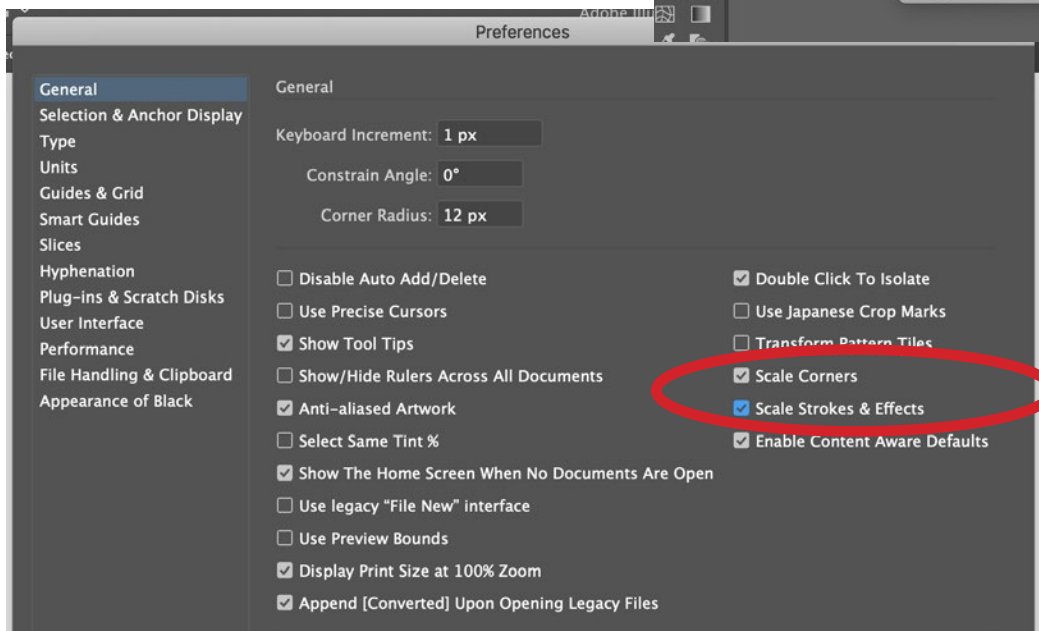 Preferences
General
Selection & Anchor Display
Type
Units
Guides & Grid
Smart Guides
Slices
Hyphenation
Plug-ins & Scratch Disks
User Interface
Performance
File Handling & Clipboard
Appearance of Black
General
Keyboard Increment: 1 px
Constrain Angle: 0°
Corner Radius: 12 px
Disable Auto Add/Delete
Use Precise Cursors
Show Tool Tips
Show/Hide Rulers Across All Documents
Anti-aliased Artwork
Select Same Tint %
Show The Home Screen When No Documents Are Open
Use legacy “File New” interface
Use Preview Bounds
Display Print Size at 100% Zoom
Append [Converted] Upon Opening Legacy Files
Double Click To Isolate
Use Japanese Crop Marks
Transform Pattern Tiles
Scale Corners
Scale Strokes & Effects
Enable Content Aware Defaults